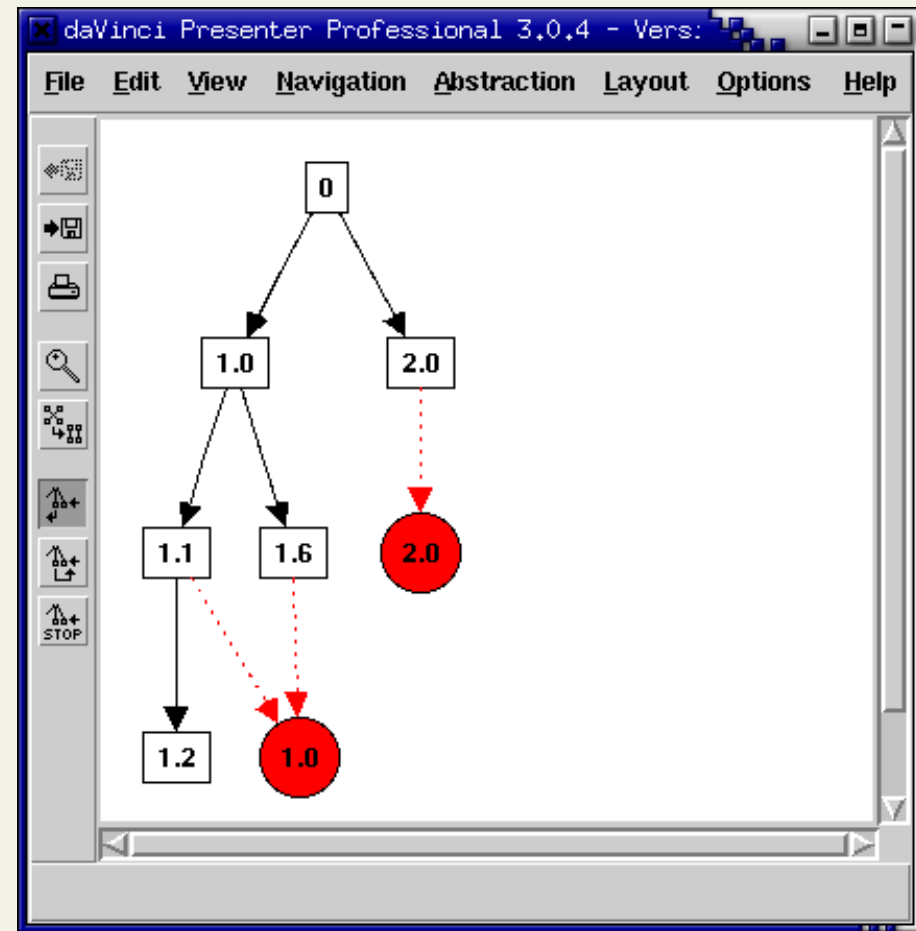 daVinci Presenter Professional 3.0.4 - Vers:
File Edit View Navigation Abstraction Layout Options Help
0
1.0 2.0
1.1 1.6 2.0
STOP
1.2 1.0